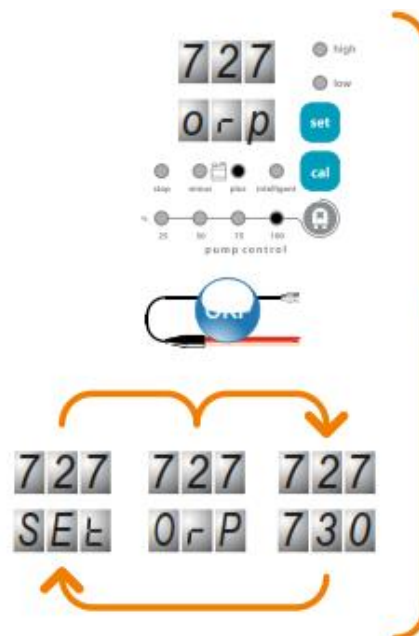 727
high
low
orp
set
cal
stop minus plus intelligent
% 25 50 75 100
pump control
727 727 727
SEt OrP 730